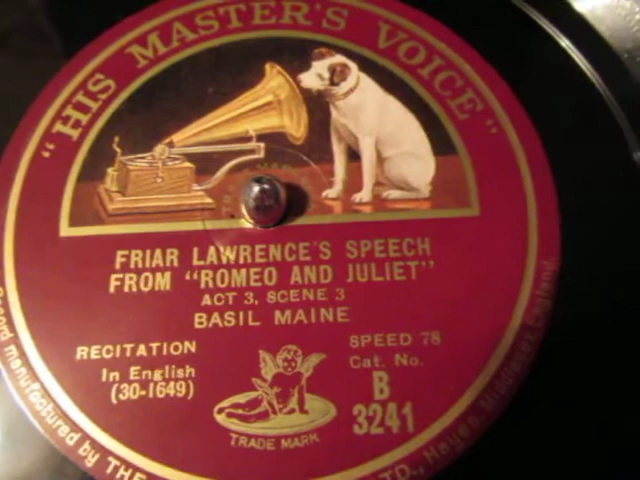 "HIS MASTER'S VOICE"
FRIAR LAWRENCE'S SPEECH
FROM "ROMEO AND JULIET"
ACT 3, SCENE 3
BASIL MAINE
RECITATION
In English
(30-1649)
SPEED 78
Cat. No.
B
3241
TRADE MARK
Record manufactured by THE
LTD., Hayes, Middlesex, England.